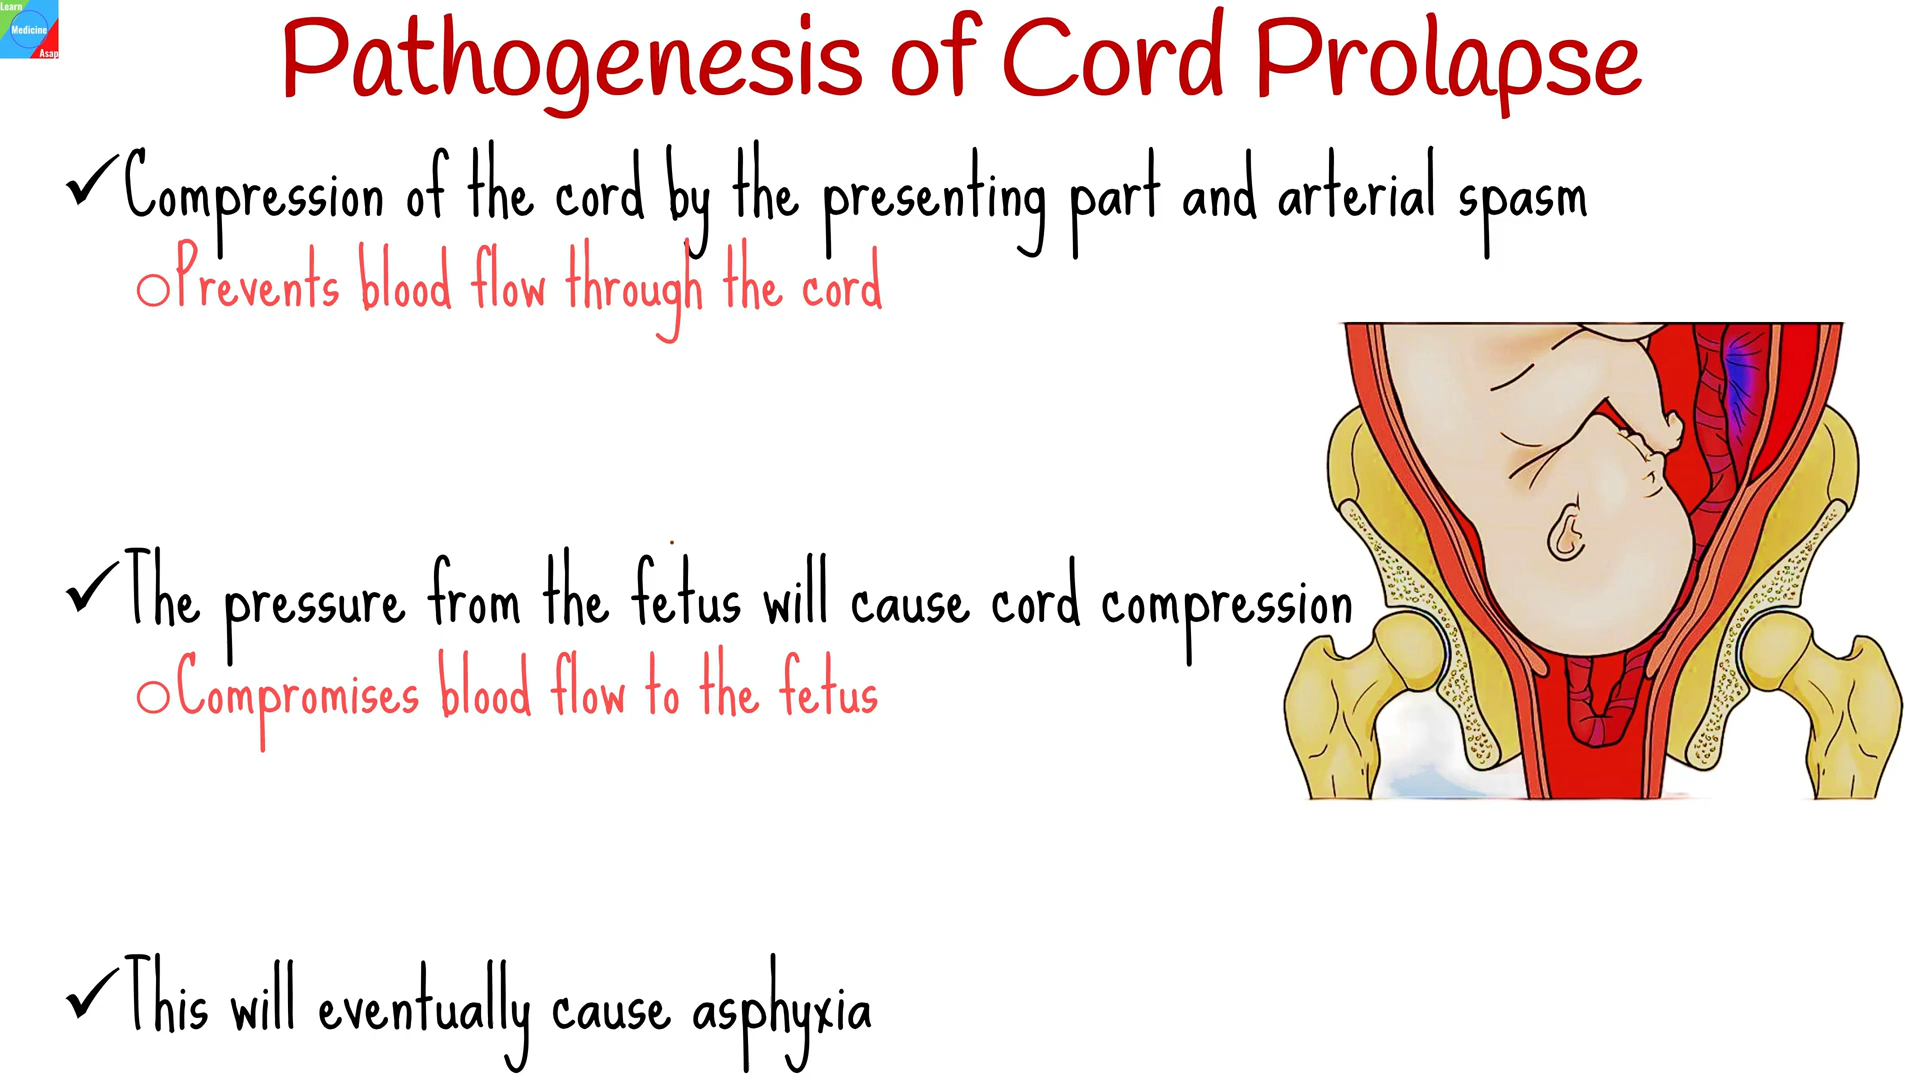 Learn
Medicine
Asap
Pathogenesis of Cord Prolapse
✓Compression of the cord by the presenting part and arterial spasm
○Prevents blood flow through the cord
✓The pressure from the fetus will cause cord compression
○Compromises blood flow to the fetus
✓This will eventually cause asphyxia